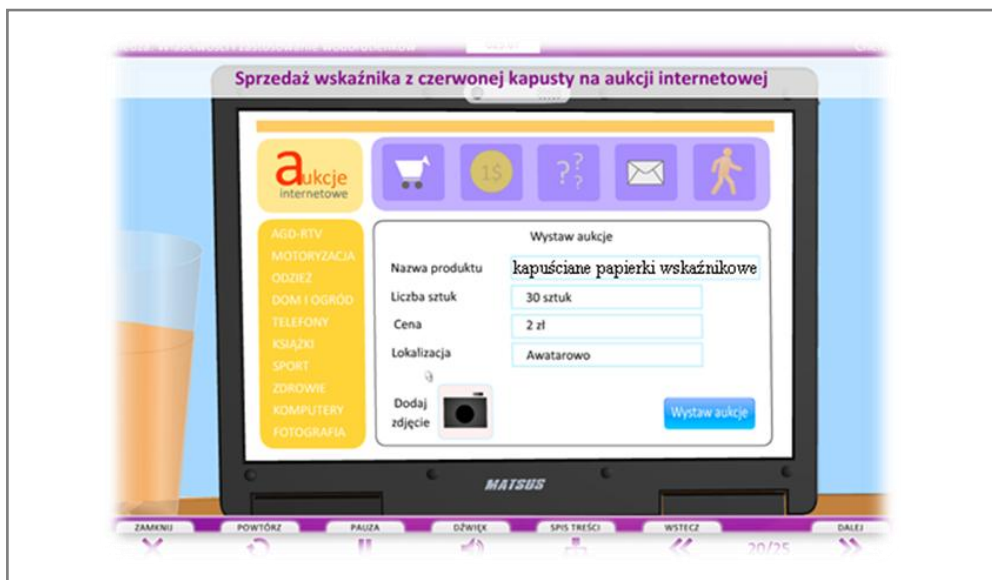 Sprzedaż wskaźnika z czerwonej kapusty na aukcji internetowej
aukcje
internetowe
1$
???
AGD-RTV
MOTORYZACJA
ODZIEŻ
DOM I OGRÓD
TELEFONY
KSIĄŻKI
SPORT
ZDROWIE
KOMPUTERY
FOTOGRAFIA
Wystaw aukcje
Nazwa produktu kapuściane papierki wskaźnikowe
Liczba sztuk 30 sztuk
Cena 2 zł
Lokalizacja Awatarowo
Dodaj
zdjęcie
Wystaw aukcje
MATSUS
ZAMKNIJ POWTÓRZ PAUZA DŹWIĘK SPIS TREŚCI WSTECZ DALEJ
20/25